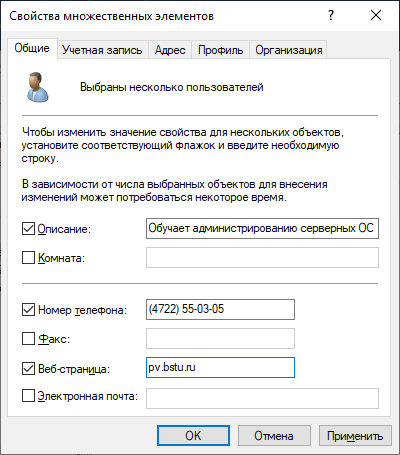 Свойства множественных элементов ? ×
Общие Учетная запись Адрес Профиль Организация
Выбраны несколько пользователей
Чтобы изменить значение свойства для нескольких объектов,
установите соответствующий флажок и введите необходимую
строку.
В зависимости от числа выбранных объектов для внесения
изменений может потребоваться некоторое время.
Описание: Обучает администрированию серверных ОС
Комната:
Номер телефона: (4722) 55-03-05
Факс:
Веб-страница: pv.bstu.ru
Электронная почта:
OK Отмена Применить